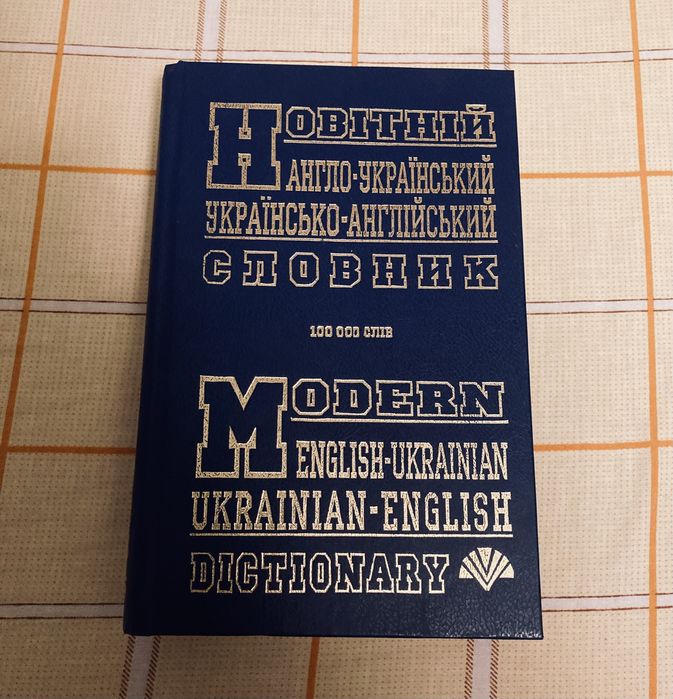 НОВІТНІЙ
АНГЛО-УКРАЇНСЬКИЙ
УКРАЇНСЬКО-АНГЛІЙСЬКИЙ
СЛОВНИК
100 000 СЛІВ
MODERN
ENGLISH-UKRAINIAN
UKRAINIAN-ENGLISH
DICTIONARY